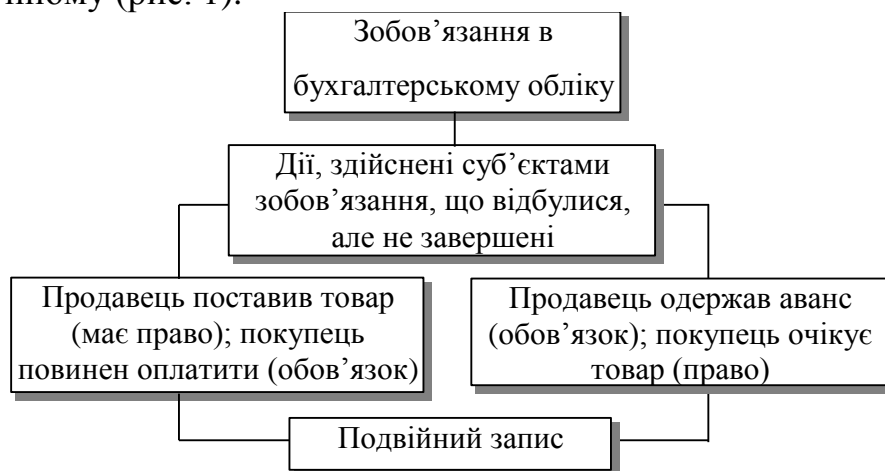 (рис. 1).
Зобов’язання в
бухгалтерському обліку
Дії, здійснені суб’єктами
зобов’язання, що відбулися,
але не завершені
Продавець поставив товар
(має право); покупець
повинен оплатити (обов’язок)
Продавець одержав аванс
(обов’язок); покупець очікує
товар (право)
Подвійний запис